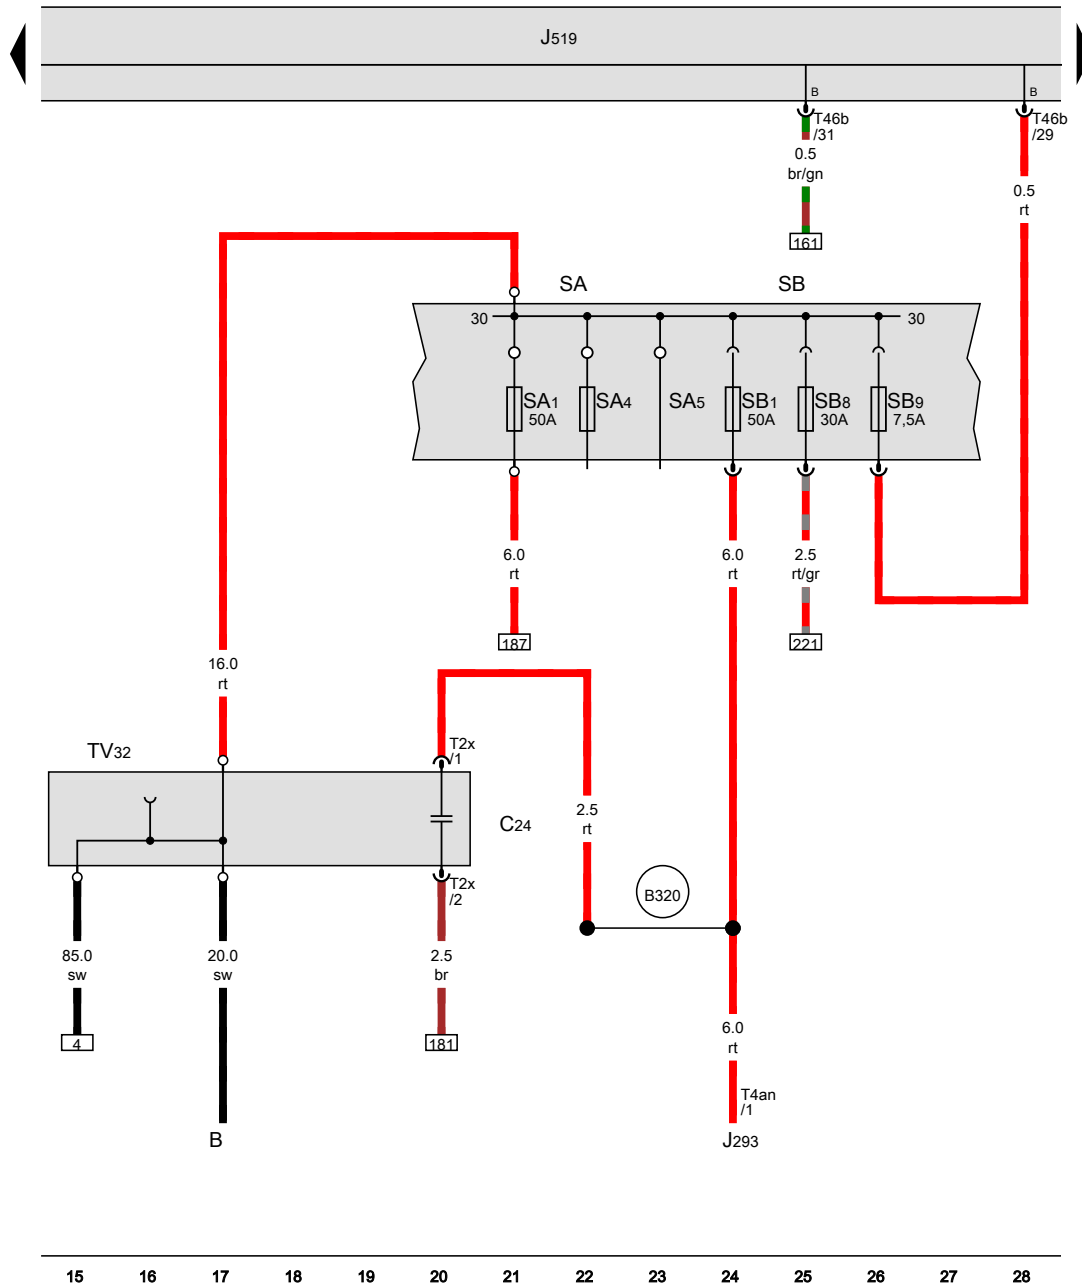 J519
B
B
T46b
/31
T46b
/29
0.5
br/gn
0.5
rt
161
SA
SB
30
30
SA1
50A
SA4
SA5
SB1
50A
SB8
30A
SB9
7,5A
6.0
rt
6.0
rt
2.5
rt/gr
187
221
16.0
rt
TV32
T2x
/1
C24
2.5
rt
T2x
/2
B320
85.0
sw
20.0
sw
2.5
br
4
181
6.0
rt
T4an
/1
B
J293
15 16 17 18 19 20 21 22 23 24 25 26 27 28